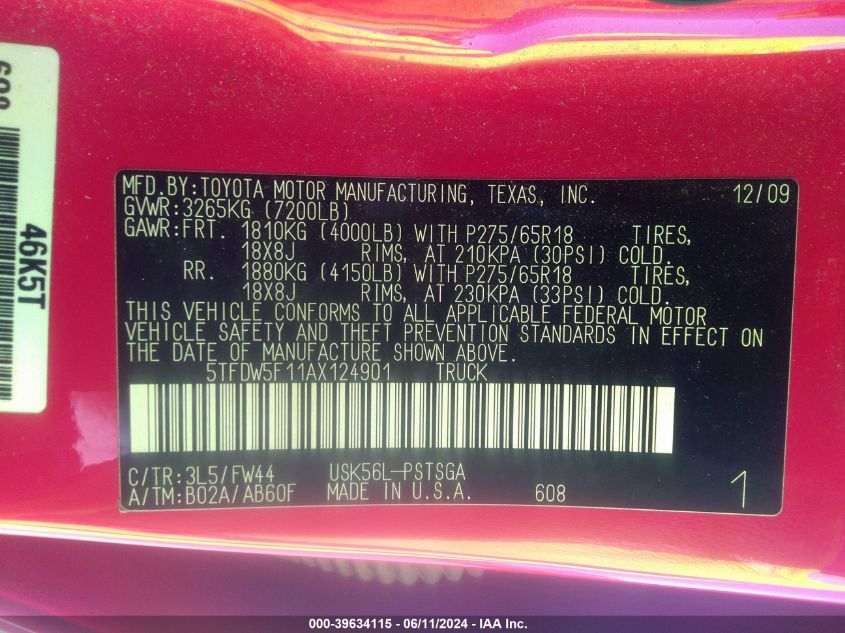 MFD.BY:TOYOTA MOTOR MANUFACTURING, TEXAS, INC. 12/09
GVWR:3265KG (7200LB)
GAWR:FRT. 1810KG (4000LB) WITH P275/65R18 TIRES,
18X8J RIMS, AT 210KPA (30PSI) COLD.
RR. 1880KG (4150LB) WITH P275/65R18 TIRES,
18X8J RIMS, AT 230KPA (33PSI) COLD.
THIS VEHICLE CONFORMS TO ALL APPLICABLE FEDERAL MOTOR
VEHICLE SAFETY AND THEFT PREVENTION STANDARDS IN EFFECT ON
THE DATE OF MANUFACTURE SHOWN ABOVE.
5TFDW5F11AX124901 TRUCK
C/TR:3L5/FW44 USK56L-PSTSGA
A/TM:B02A/AB60F MADE IN U.S.A. 608 1
46K5T
000-39634115 - 06/11/2024 - IAA Inc.